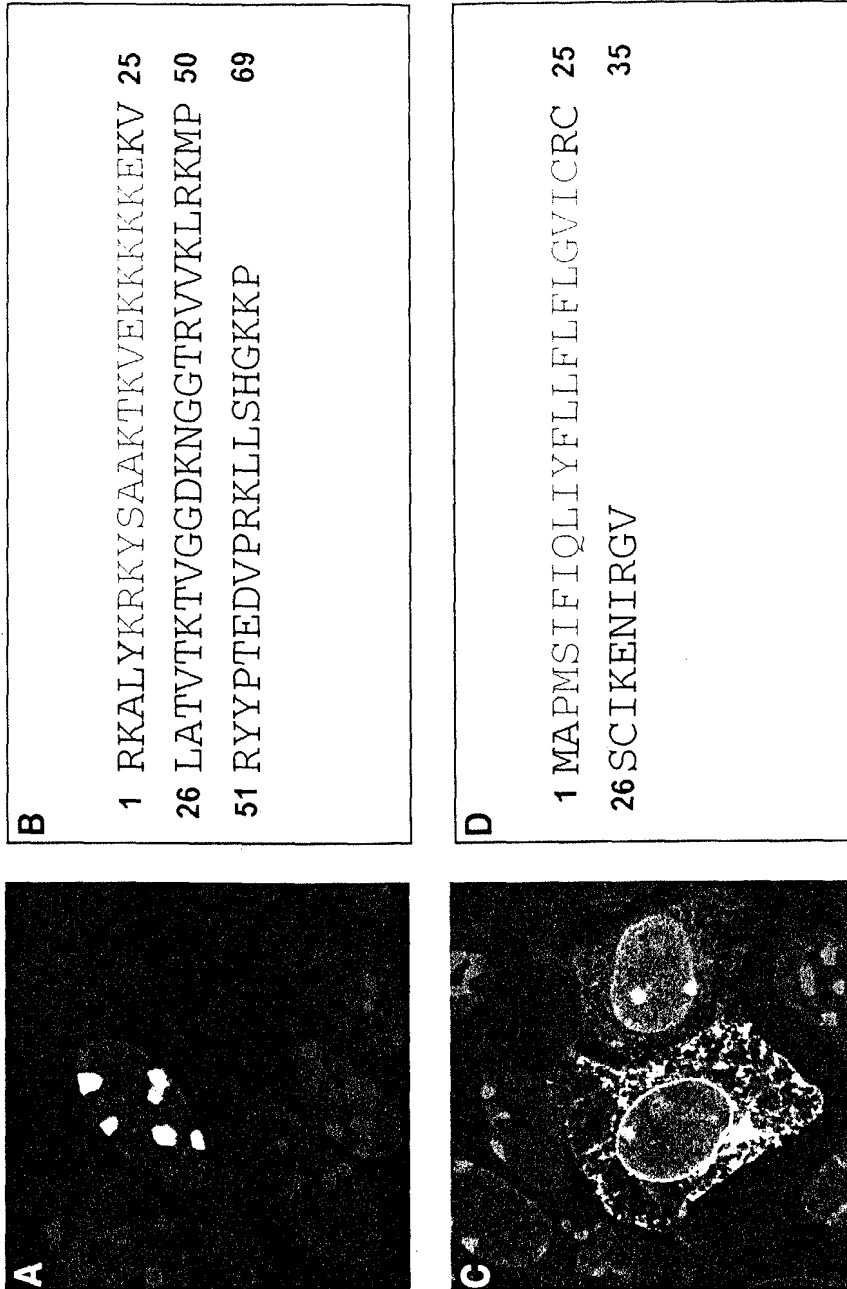 A
B
1 RKALYKRKYSAAKTKVEKKKKKEKV 25
26 LATVTKTVGGDKNGGTRVVKLRKMP 50
51 RYYPTEDVPRKLLSHGKKP 69
C
D
1 MAPMSIFIQLIYFLLFLFLGVICRC 25
26 SCIKENIRGV 35